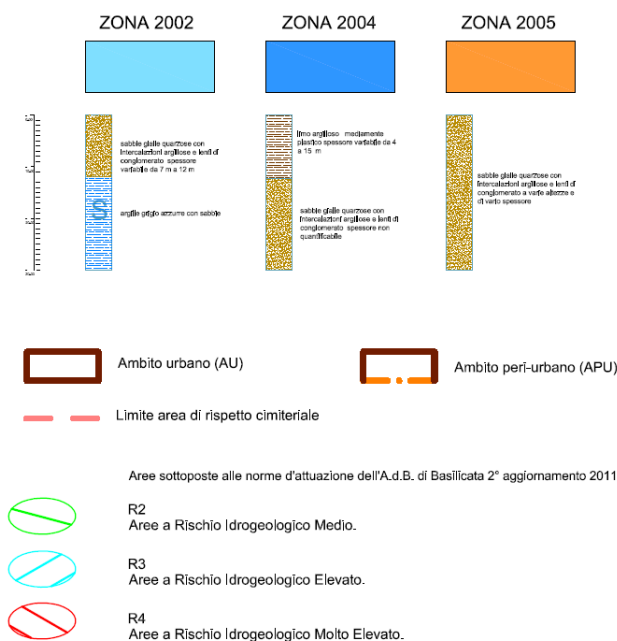 ZONA 2002
ZONA 2004
ZONA 2005
sabbie gialle quarzose con
intercalazioni argillose e lenti di
conglomerato spessore
variabile da 7 m a 12 m
argille grigio azzurre con sabbie
limo argilloso mediamente
plastico spessore variabile da 4
a 15 m
sabbie gialle quarzose con
intercalazioni argillose e lenti di
conglomerato spessore non
quantificabile
sabbie gialle quarzose con
intercalazioni argillose e lenti di
conglomerato a varie altezze e
di vario spessore
Ambito urbano (AU)
Ambito peri-urbano (APU)
Limite area di rispetto cimiteriale
Aree sottoposte alle norme d'attuazione dell'A.d.B. di Basilicata 2° aggiornamento 2011
R2
Aree a Rischio Idrogeologico Medio.
R3
Aree a Rischio Idrogeologico Elevato.
R4
Aree a Rischio Idrogeologico Molto Elevato.